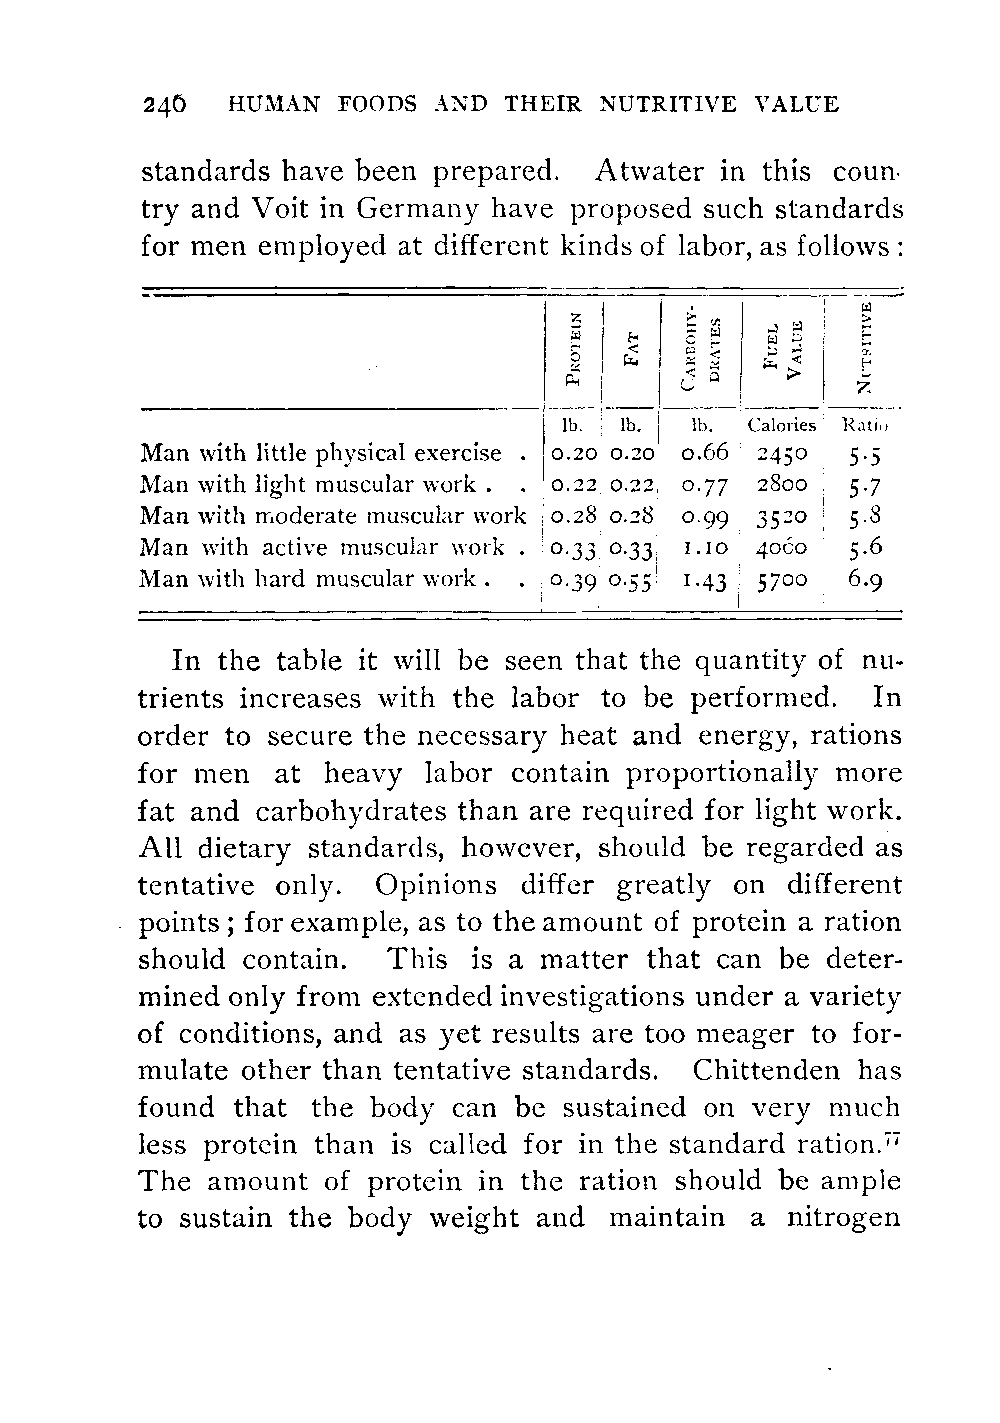 246 HUMAN FOODS AND THEIR NUTRITIVE VALUE
standards have been prepared. Atwater in this coun-
try and Voit in Germany have proposed such standards
for men employed at different kinds of labor, as follows:
PROTEIN FAT CARBOHY-DRATES FUEL VALUE NUTRITIVE
lb. lb. lb. Calories Ratio
Man with little physical exercise . 0.20 0.20 0.66 2450 5.5
Man with light muscular work . . 0.22 0.22 0.77 2800 5.7
Man with moderate muscular work 0.28 0.28 0.99 3520 5.8
Man with active muscular work . 0.33 0.33 1.10 4060 5.6
Man with hard muscular work . . 0.39 0.55 1.43 5700 6.9
In the table it will be seen that the quantity of nu-
trients increases with the labor to be performed. In
order to secure the necessary heat and energy, rations
for men at heavy labor contain proportionally more
fat and carbohydrates than are required for light work.
All dietary standards, however, should be regarded as
tentative only. Opinions differ greatly on different
points; for example, as to the amount of protein a ration
should contain. This is a matter that can be deter-
mined only from extended investigations under a variety
of conditions, and as yet results are too meager to for-
mulate other than tentative standards. Chittenden has
found that the body can be sustained on very much
less protein than is called for in the standard ration.77
The amount of protein in the ration should be ample
to sustain the body weight and maintain a nitrogen